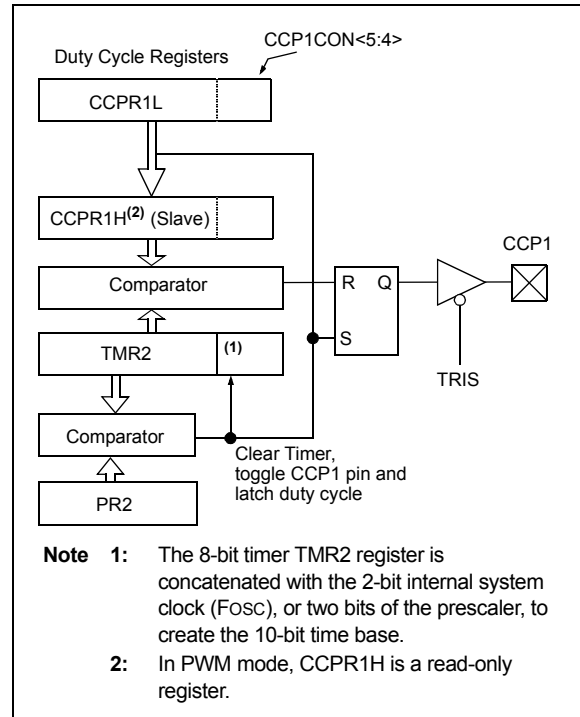 CCP1CON<5:4>
Duty Cycle Registers
CCPR1L
CCPR1H(2) (Slave)
CCP1
Comparator
R Q
S
TMR2 (1)
TRIS
Comparator
Clear Timer,
toggle CCP1 pin and
latch duty cycle
PR2
Note 1: The 8-bit timer TMR2 register is
concatenated with the 2-bit internal system
clock (FOSC), or two bits of the prescaler, to
create the 10-bit time base.
2: In PWM mode, CCPR1H is a read-only
register.